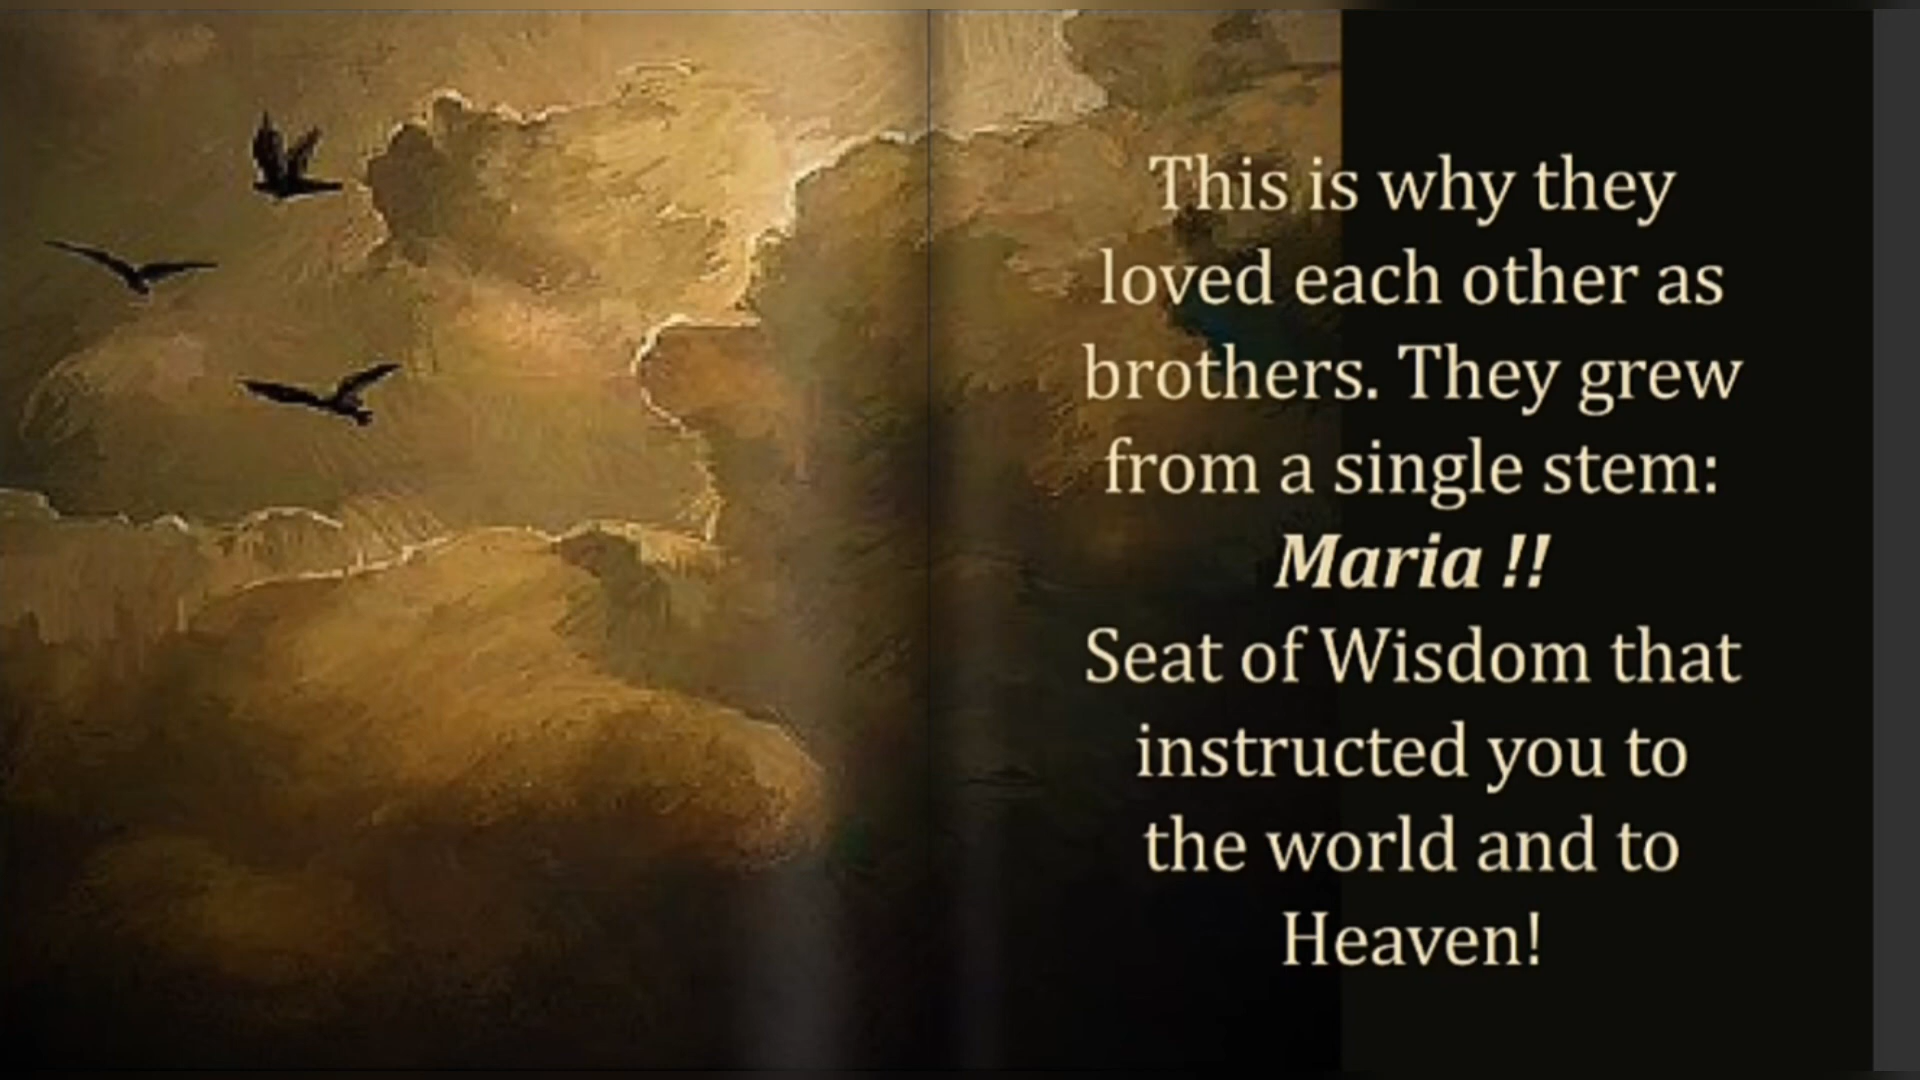 This is why they
loved each other as
brothers. They grew
from a single stem:
Maria !!
Seat of Wisdom that
instructed you to
the world and to
Heaven!